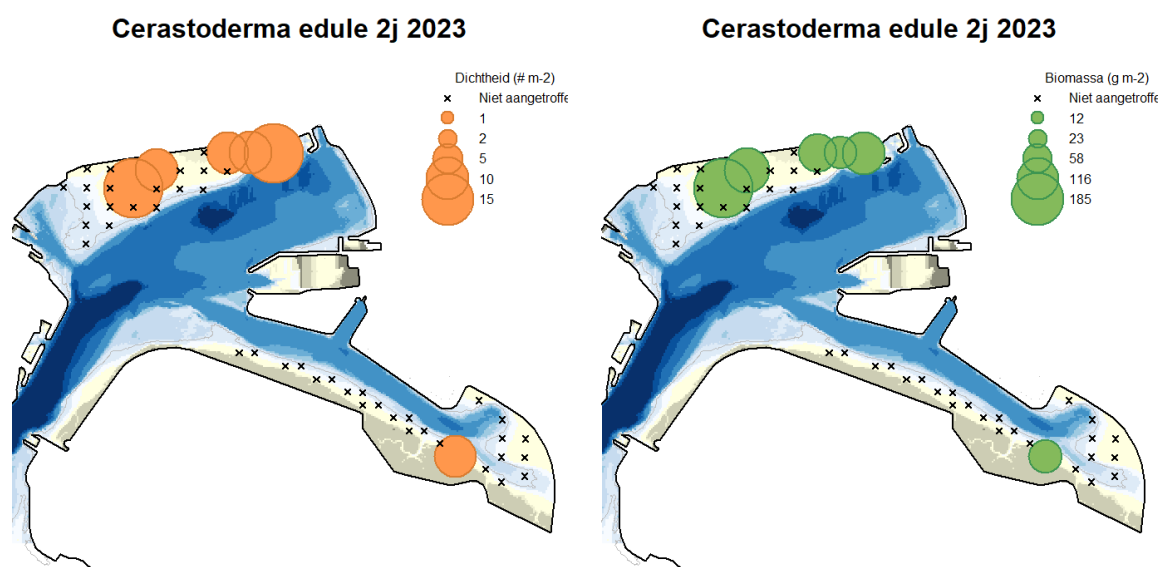 Cerastoderma edule 2j 2023
Dichtheid (# m-2)
Niet aangetroffe
1
2
5
10
15
Cerastoderma edule 2j 2023
Biomassa (g m-2)
Niet aangetroffe
12
23
58
116
185